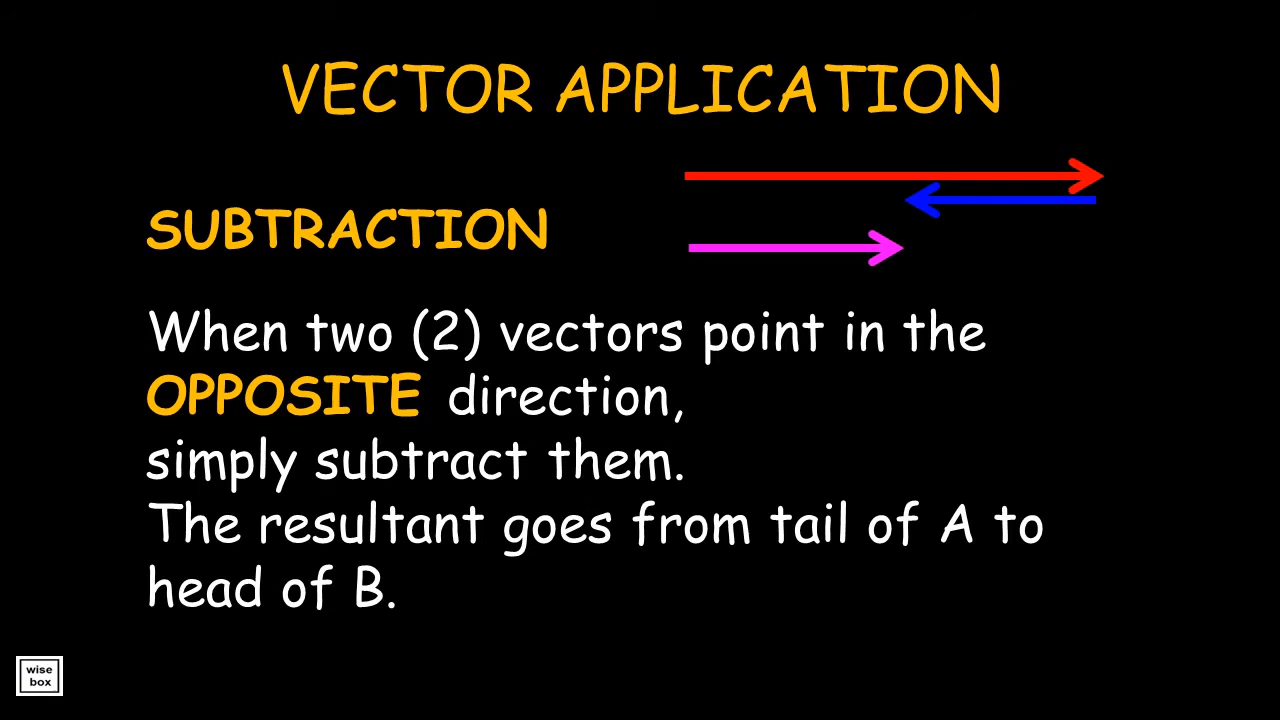 VECTOR APPLICATION
SUBTRACTION
When two (2) vectors point in the
OPPOSITE direction,
simply subtract them.
The resultant goes from tail of A to
head of B.
wise
box